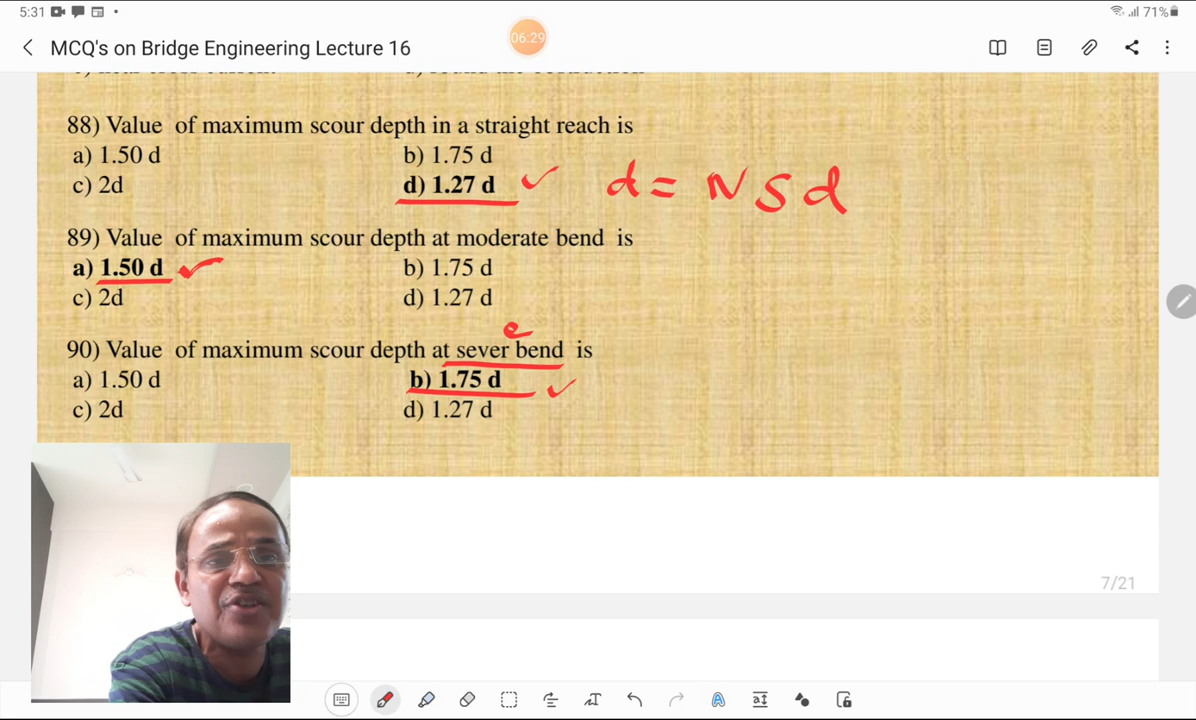 5:31
71%
06:29
MCQ's on Bridge Engineering Lecture 16
88) Value of maximum scour depth in a straight reach is
a) 1.50 d b) 1.75 d
c) 2d d) 1.27 d
d = NSd
89) Value of maximum scour depth at moderate bend is
a) 1.50 d b) 1.75 d
c) 2d d) 1.27 d
e
90) Value of maximum scour depth at sever bend is
a) 1.50 d b) 1.75 d
c) 2d d) 1.27 d
7/21